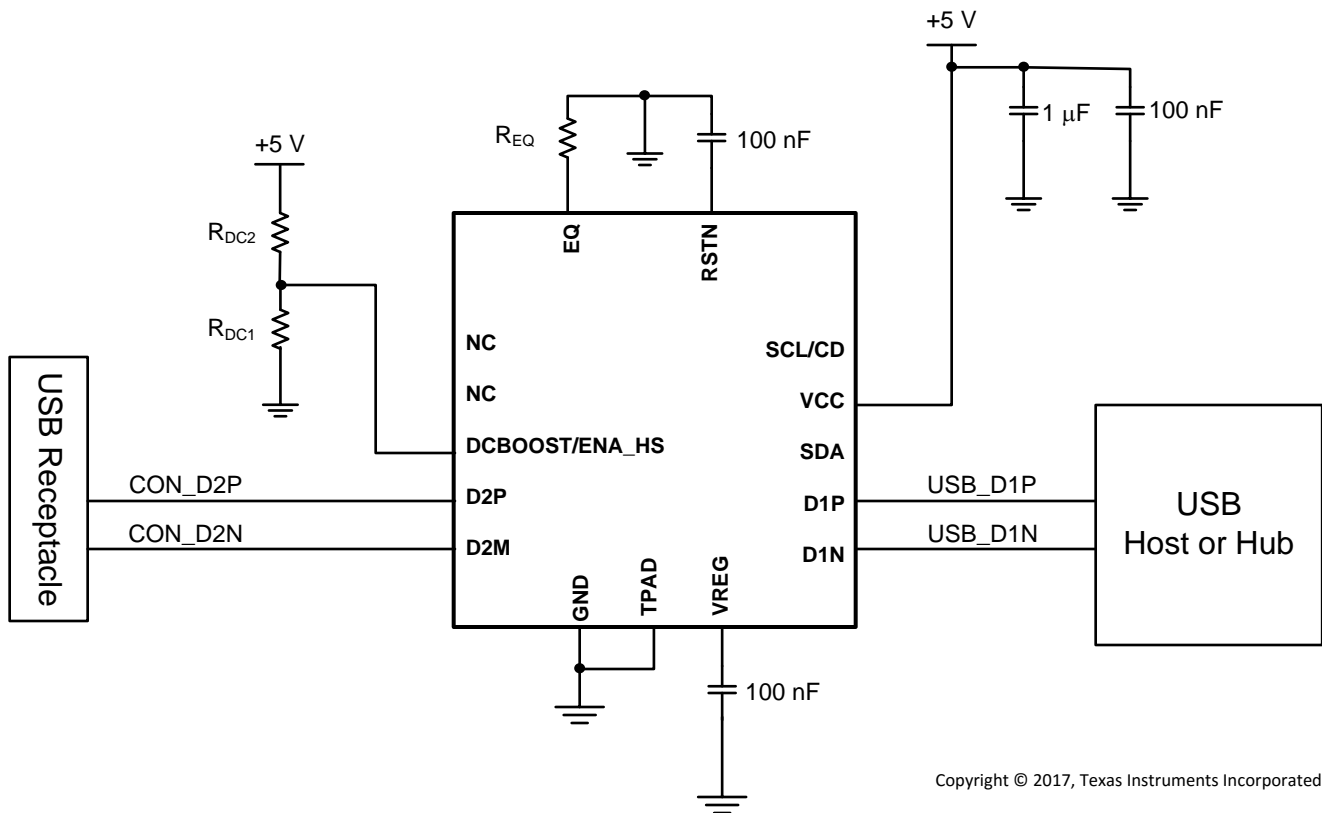 +5 V
R_EQ
100 nF
1 μF
100 nF
+5 V
R_DC2
R_DC1
EQ
RSTN
NC
NC
DCBOOST/ENA_HS
D2P
D2M
SCL/CD
VCC
SDA
D1P
D1N
GND
TPAD
VREG
USB Receptacle
CON_D2P
CON_D2N
USB_D1P
USB_D1N
USB
Host or Hub
100 nF
Copyright © 2017, Texas Instruments Incorporated